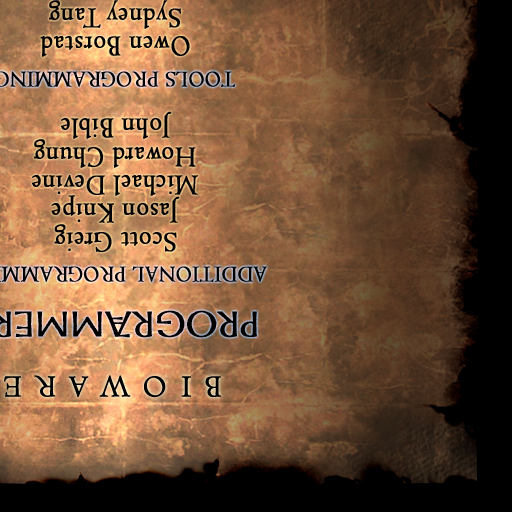 BIOWARE
PROGRAMMER
ADDITIONAL PROGRAMM
Scott Greig
Jason Knipe
Michael Devine
Howard Chung
John Bible
TOOLS PROGRAMMING
Owen Borstad
Sydney Tang